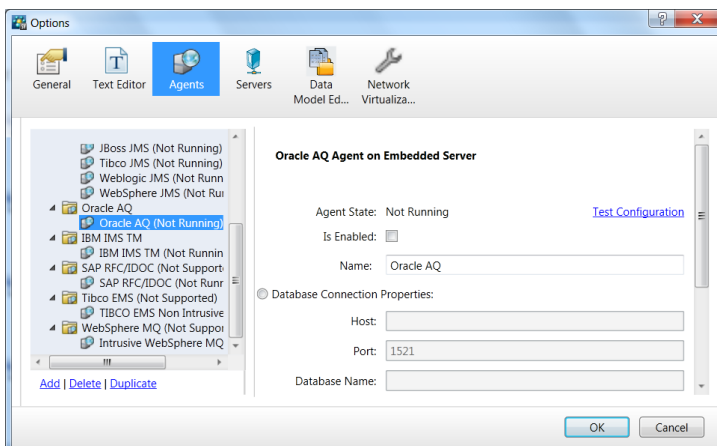 Options
General
Text Editor
Agents
Servers
Data
Model Ed...
Network
Virtualiza...
JBoss JMS (Not Running)
Tibco JMS (Not Running)
Weblogic JMS (Not Runn
WebSphere JMS (Not Rui
Oracle AQ
Oracle AQ (Not Running)
IBM IMS TM
IBM IMS TM (Not Runnin
SAP RFC/IDOC (Not Support
SAP RFC/IDOC (Not Runr
Tibco EMS (Not Supported)
TIBCO EMS Non Intrusive
WebSphere MQ (Not Suppor
Intrusive WebSphere MQ
Add | Delete | Duplicate
Oracle AQ Agent on Embedded Server
Agent State: Not Running
Test Configuration
Is Enabled:
Name: Oracle AQ
Database Connection Properties:
Host:
Port: 1521
Database Name:
OK
Cancel